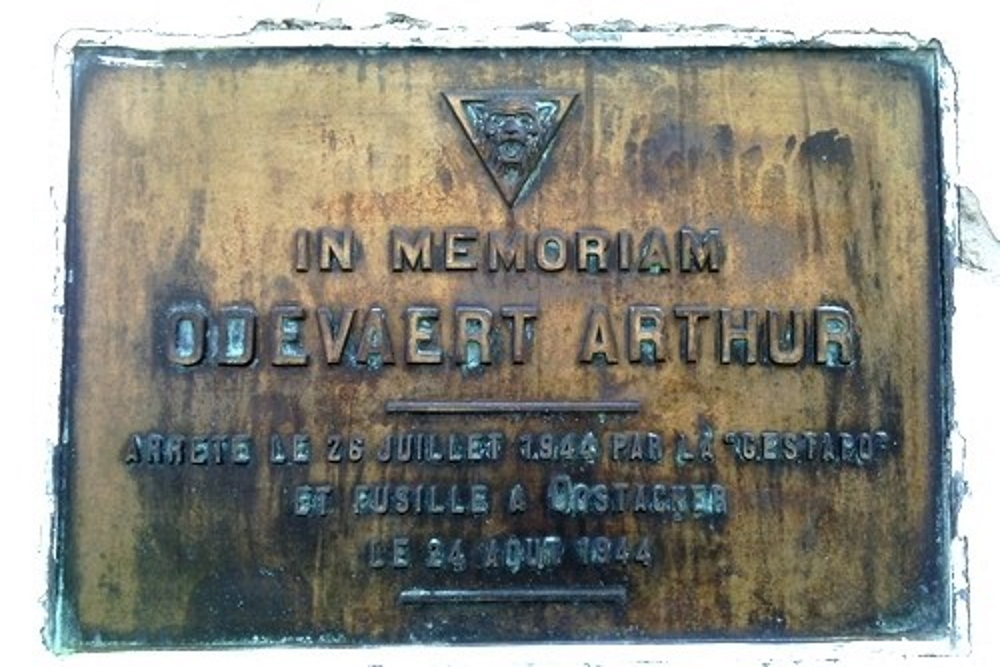 IN MEMORIAM
ODEVAERT ARTHUR
ARRETE LE 26 JUILLET 1944 PAR LA "GESTAPO"
ET FUSILLE A OOSTACKER
LE 24 AOUT 1944